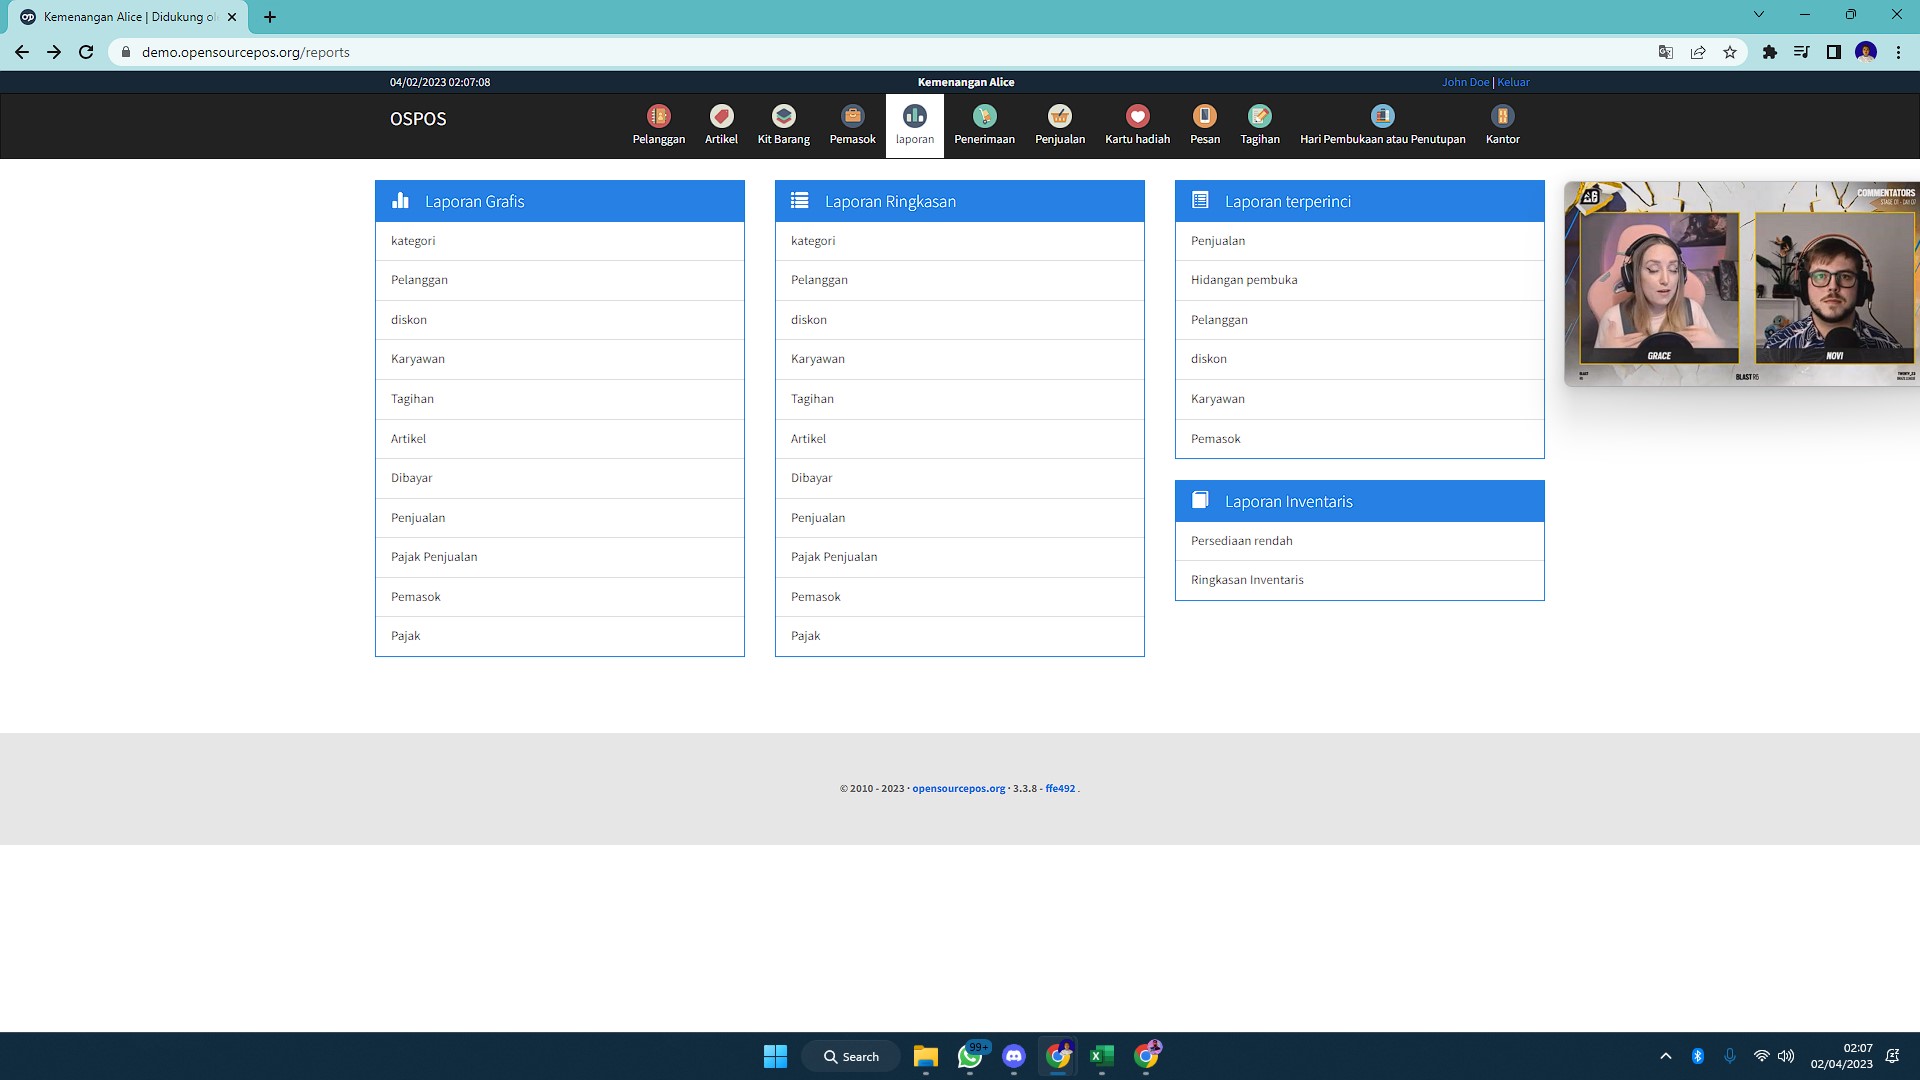 Kemenangan Alice | Didukung ol
demo.opensourcepos.org/reports
04/02/2023 02:07:08
Kemenangan Alice
John Doe | Keluar
OSPOS
Pelanggan
Artikel
Kit Barang
Pemasok
laporan
Penerimaan
Penjualan
Kartu hadiah
Pesan
Tagihan
Hari Pembukaan atau Penutupan
Kantor
Laporan Grafis
kategori
Pelanggan
diskon
Karyawan
Tagihan
Artikel
Dibayar
Penjualan
Pajak Penjualan
Pemasok
Pajak
Laporan Ringkasan
kategori
Pelanggan
diskon
Karyawan
Tagihan
Artikel
Dibayar
Penjualan
Pajak Penjualan
Pemasok
Pajak
Laporan terperinci
Penjualan
Hidangan pembuka
Pelanggan
diskon
Karyawan
Pemasok
Laporan Inventaris
Persediaan rendah
Ringkasan Inventaris
COMMENTATORS
STAGE 01 - DAY 07
GRACE
NOVI
BLAST R6
© 2010 - 2023 · opensourcepos.org · 3.3.8 - ffe492 .
Search
99+
02:07
02/04/2023